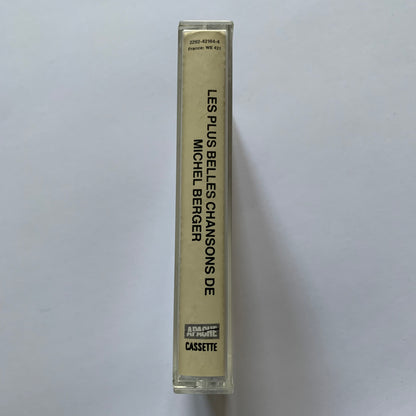 2292-42164-4
France: WE 421
LES PLUS BELLES CHANSONS DE
MICHEL BERGER
APACHE
CASSETTE